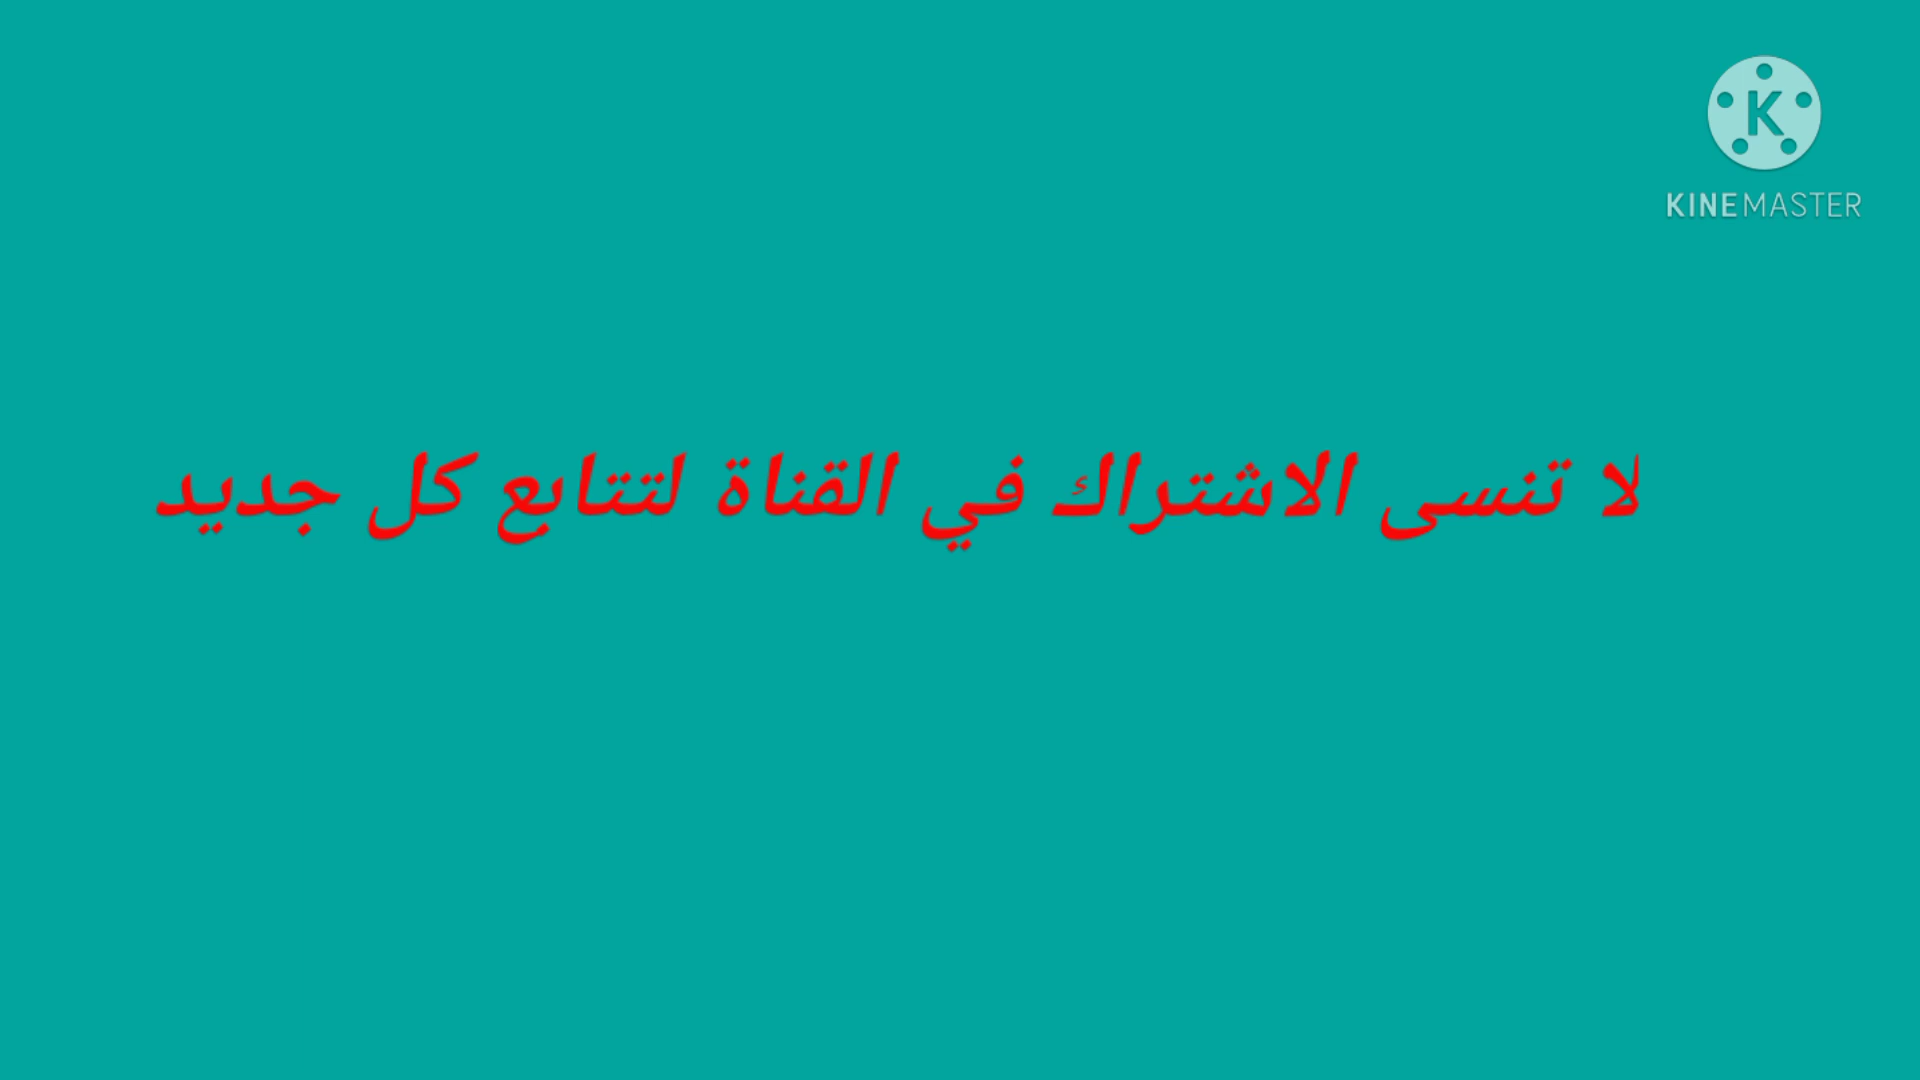 K
KINEMASTER
لا تنسى الاشتراك في القناة لتتابع كل جديد